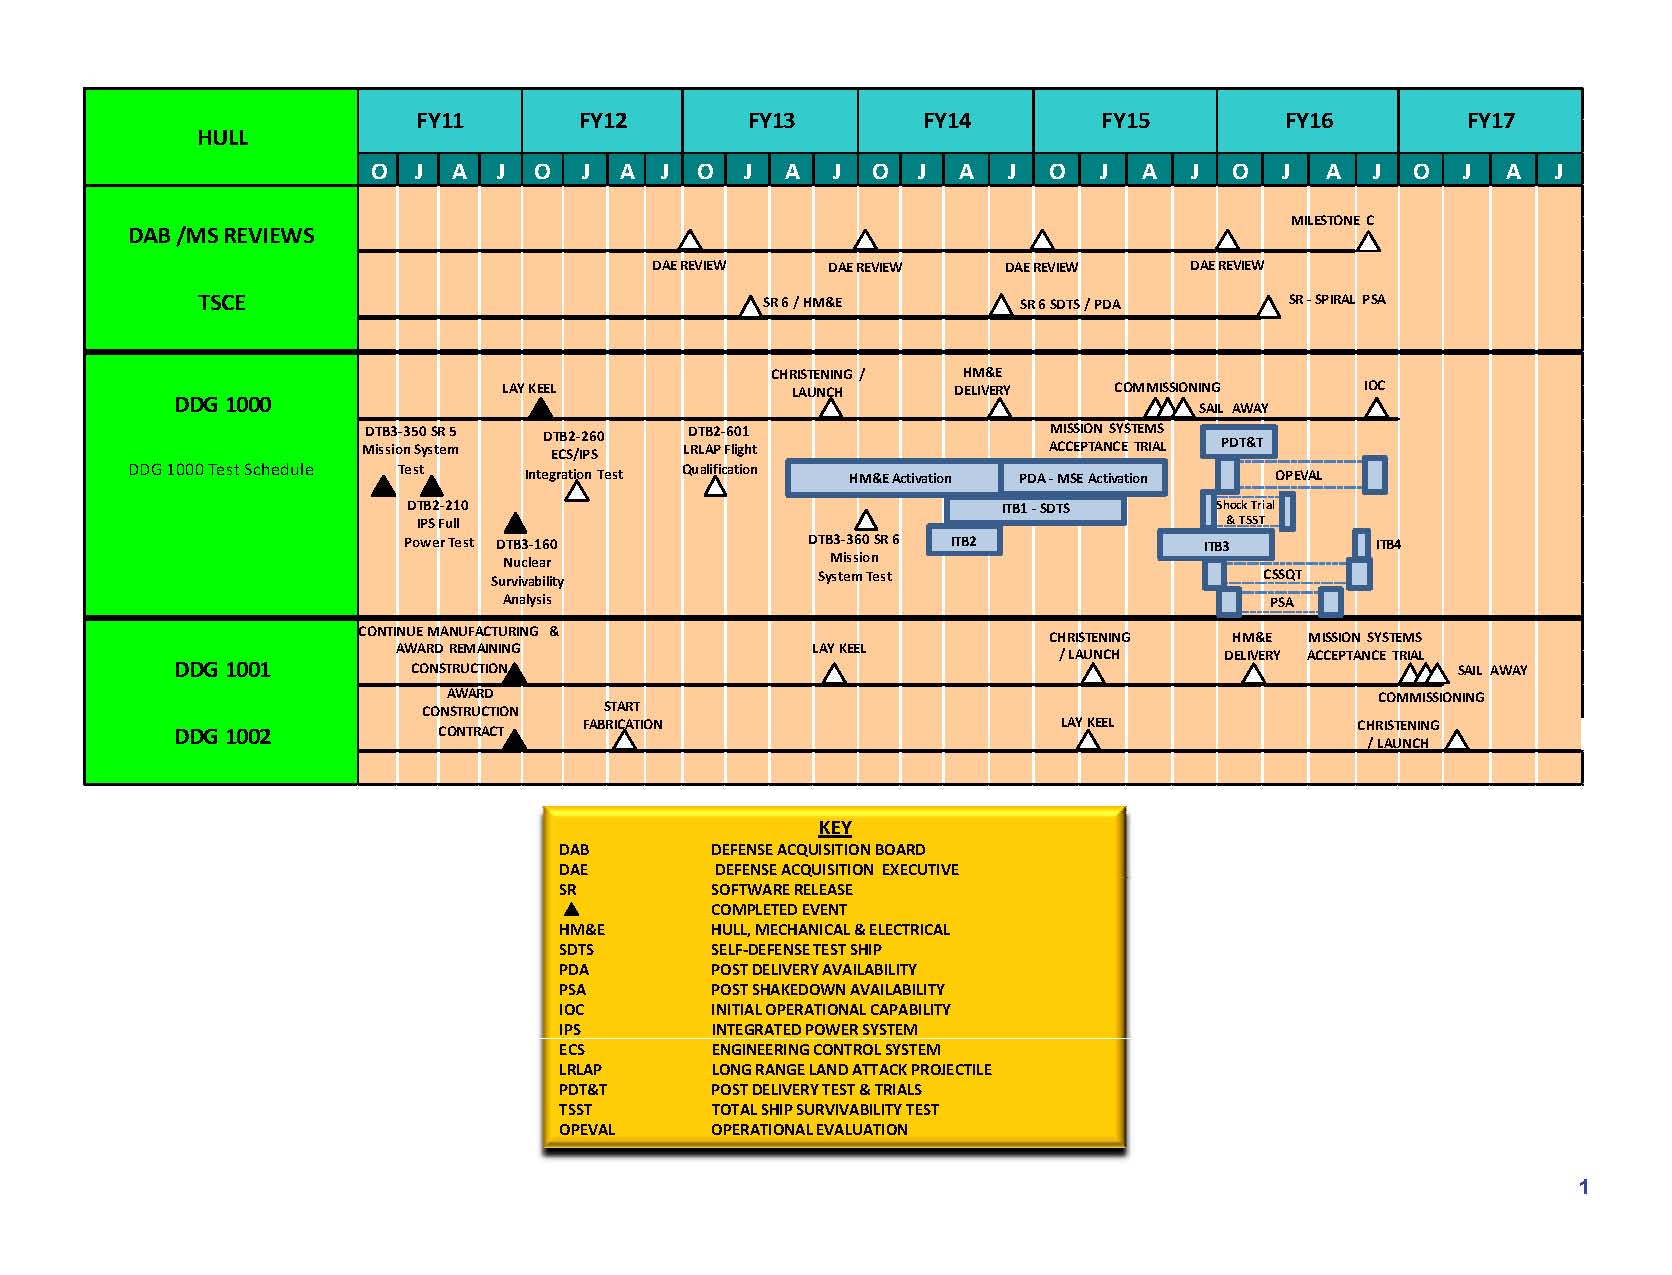 HULL
FY11 FY12 FY13 FY14 FY15 FY16 FY17
O J A J O J A J O J A J O J A J O J A J O J A J O J A J
DAB /MS REVIEWS
MILESTONE C
DAE REVIEW DAE REVIEW DAE REVIEW DAE REVIEW
TSCE
SR 6 / HM&E SR 6 SDTS / PDA SR - SPIRAL PSA
DDG 1000
LAY KEEL
CHRISTENING /
LAUNCH
HM&E
DELIVERY
COMMISSIONING
SAIL AWAY
IOC
DDG 1000 Test Schedule
DTB3-350 SR 5
Mission System
Test
DTB2-210
IPS Full
Power Test
DTB3-160
Nuclear
Survivability
Analysis
DTB2-260
ECS/IPS
Integration Test
DTB2-601
LRLAP Flight
Qualification
DTB3-360 SR 6
Mission
System Test
MISSION SYSTEMS
ACCEPTANCE TRIAL
HM&E Activation
PDA - MSE Activation
ITB1 - SDTS
ITB2
PDT&T
OPEVAL
Shock Trial
& TSST
ITB3
ITB4
CSSQT
PSA
DDG 1001
CONTINUE MANUFACTURING &
AWARD REMAINING
CONSTRUCTION
LAY KEEL
CHRISTENING
/ LAUNCH
HM&E
DELIVERY
MISSION SYSTEMS
ACCEPTANCE TRIAL
SAIL AWAY
COMMISSIONING
DDG 1002
AWARD
CONSTRUCTION
CONTRACT
START
FABRICATION
LAY KEEL
CHRISTENING
/ LAUNCH
KEY
DAB DEFENSE ACQUISITION BOARD
DAE DEFENSE ACQUISITION EXECUTIVE
SR SOFTWARE RELEASE
COMPLETED EVENT
HM&E HULL, MECHANICAL & ELECTRICAL
SDTS SELF-DEFENSE TEST SHIP
PDA POST DELIVERY AVAILABILITY
PSA POST SHAKEDOWN AVAILABILITY
IOC INITIAL OPERATIONAL CAPABILITY
IPS INTEGRATED POWER SYSTEM
ECS ENGINEERING CONTROL SYSTEM
LRLAP LONG RANGE LAND ATTACK PROJECTILE
PDT&T POST DELIVERY TEST & TRIALS
TSST TOTAL SHIP SURVIVABILITY TEST
OPEVAL OPERATIONAL EVALUATION
1